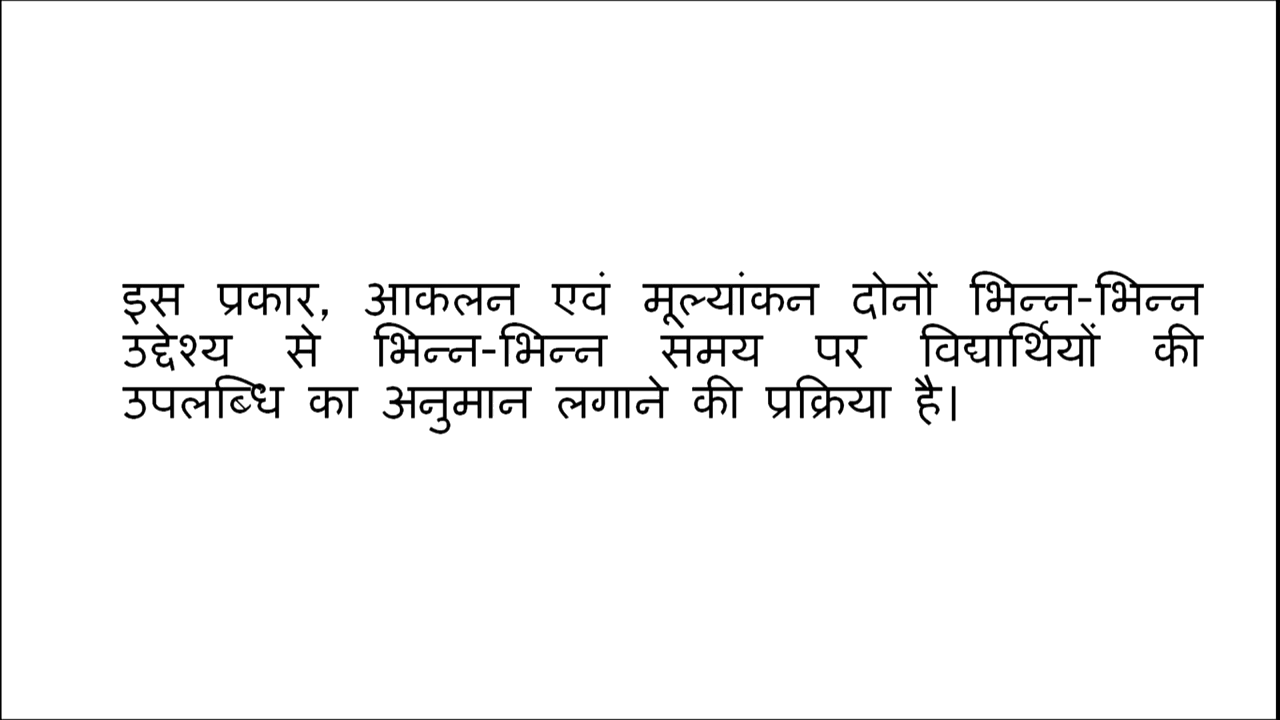 इस प्रकार, आकलन एवं मूल्यांकन दोनों भिन्न-भिन्न
उद्देश्य से भिन्न-भिन्न समय पर विद्यार्थियों की
उपलब्धि का अनुमान लगाने की प्रक्रिया है।